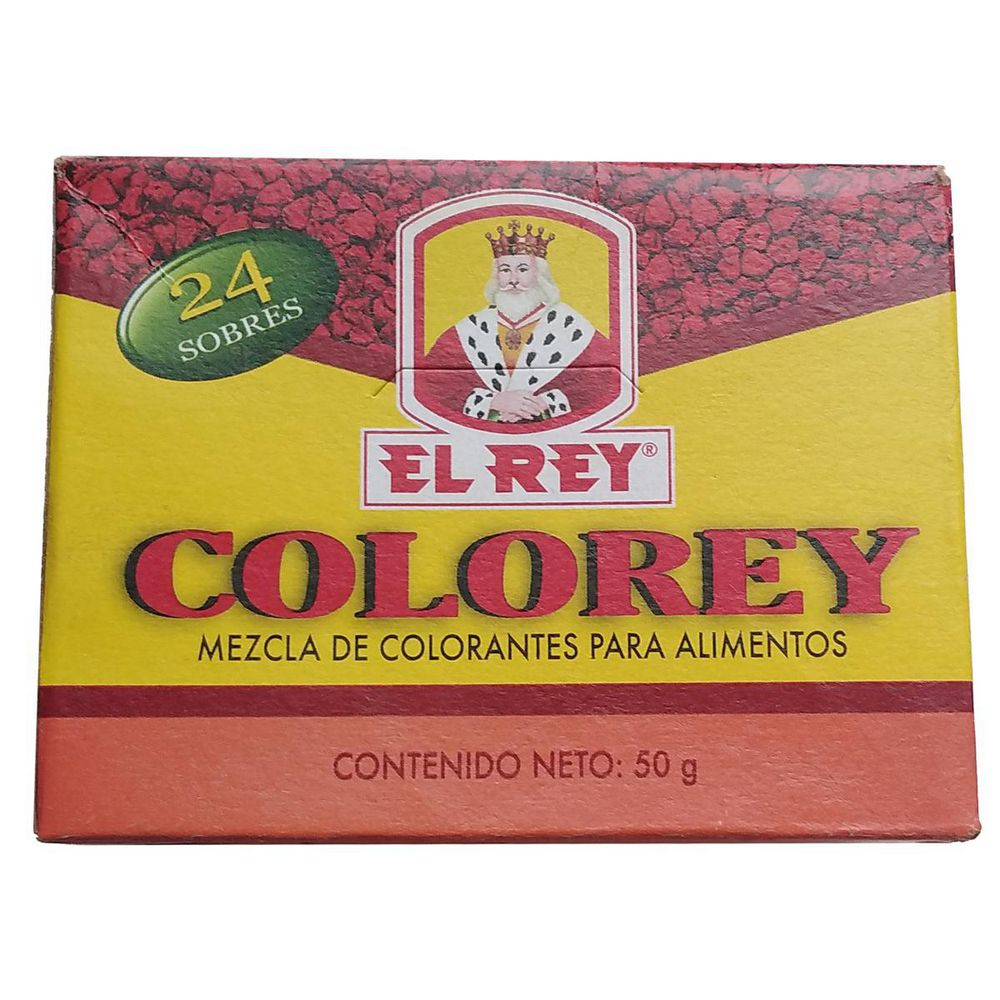 24
SOBRES
EL REY®
COLOREY
MEZCLA DE COLORANTES PARA ALIMENTOS
CONTENIDO NETO: 50 g